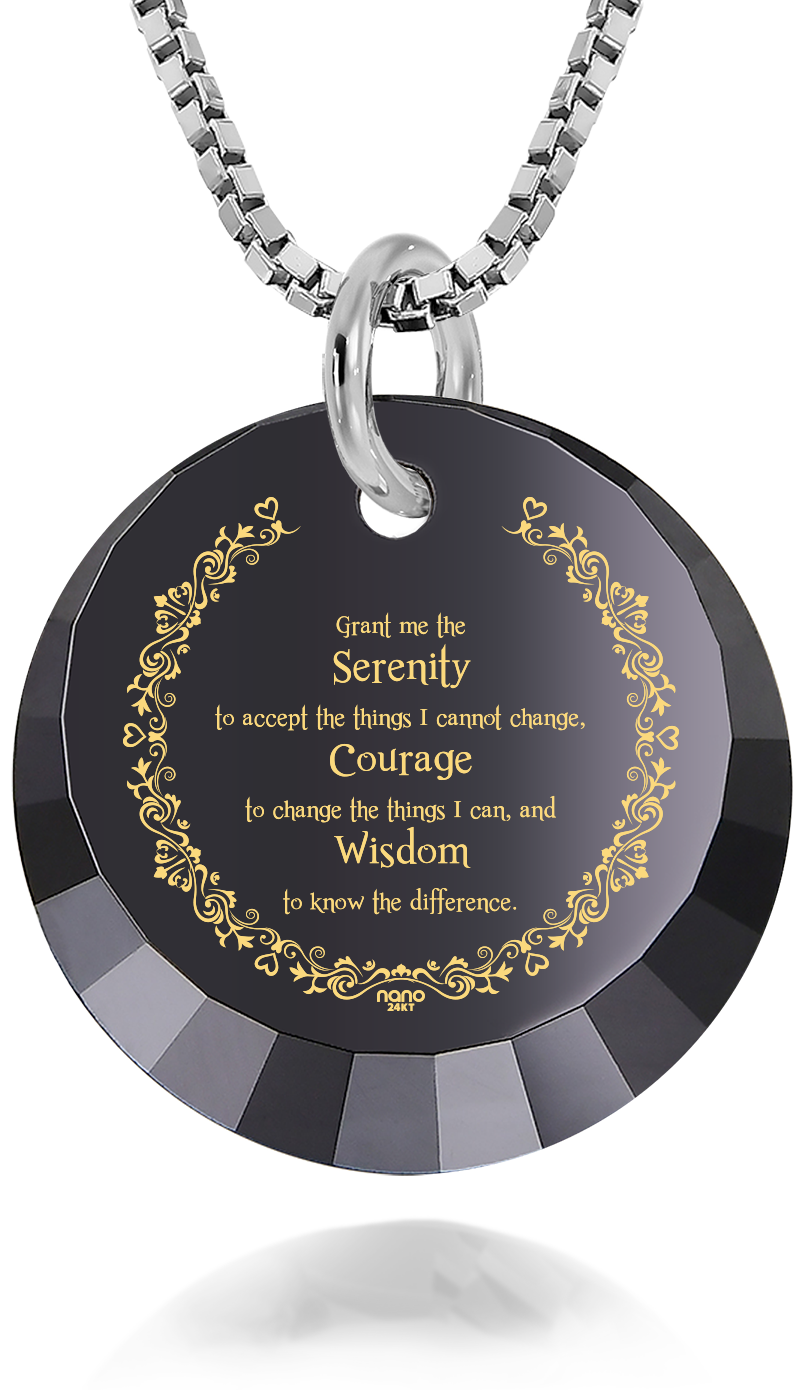 Grant me the
Serenity
to accept the things I cannot change,
Courage
to change the things I can, and
Wisdom
to know the difference.
nano
24KT